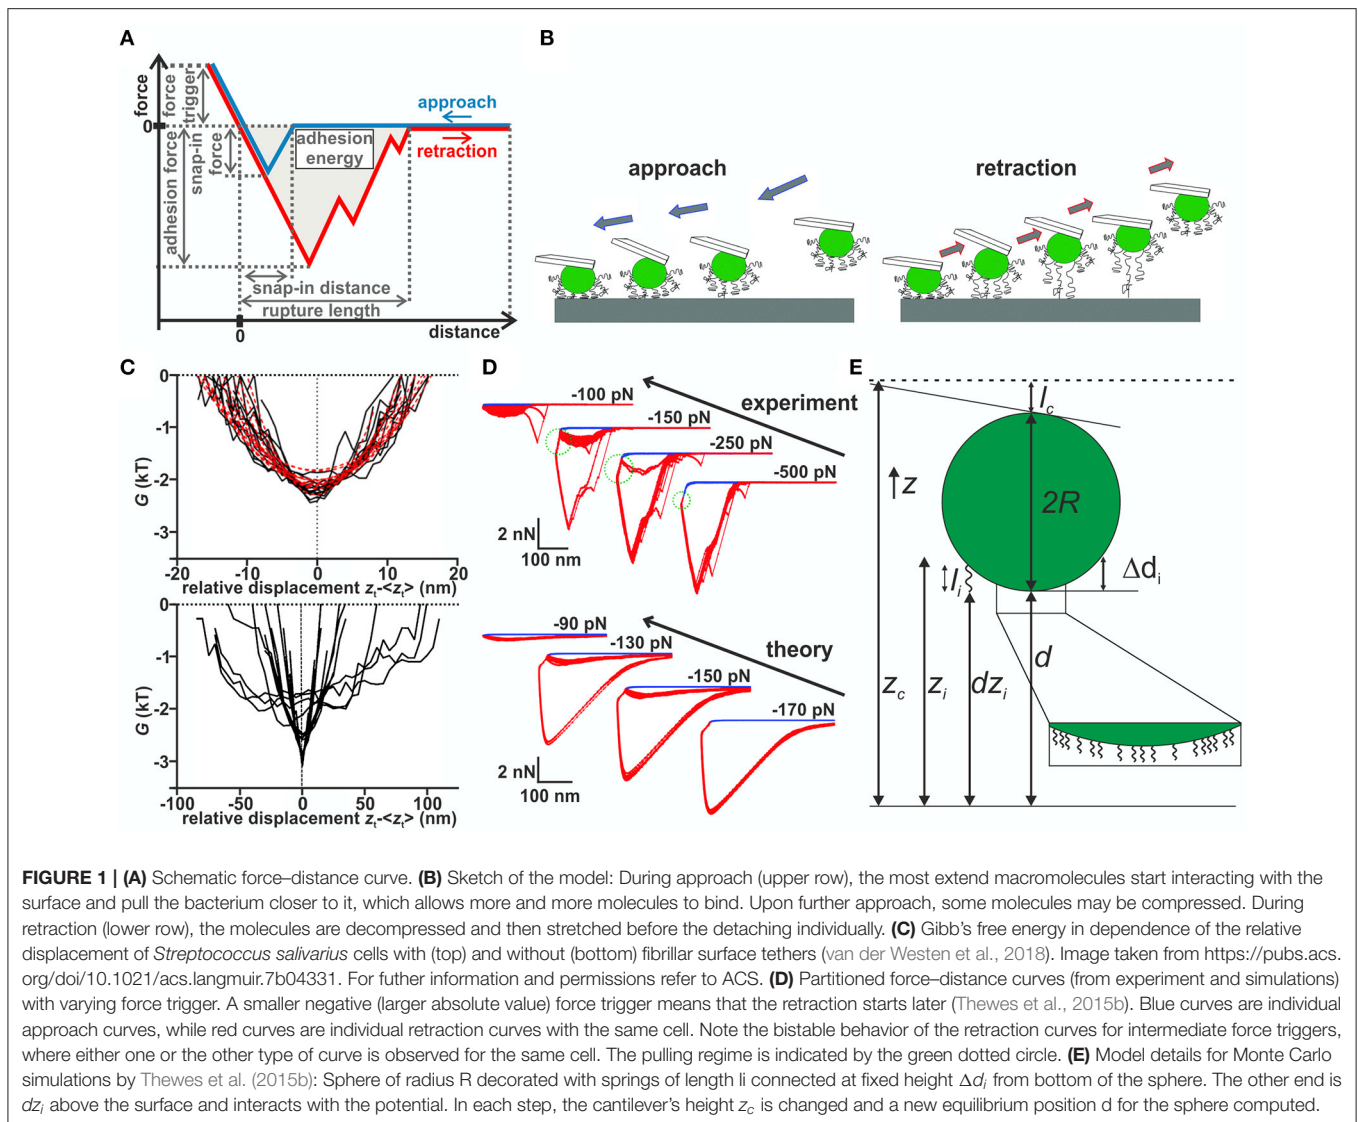 A
force
force
trigger
0
adhesion force
snap-in
force
approach
retraction
adhesion
energy
snap-in distance
rupture length
distance
0
B
approach
retraction
C
0
-1
-2
-3
G (kT)
-20
-10
0
10
20
relative displacement zt-<zt> (nm)
0
-1
-2
-3
G (kT)
-100
-50
0
50
100
relative displacement zt-<zt> (nm)
D
-100 pN
experiment
-150 pN
-250 pN
-500 pN
2 nN
100 nm
-90 pN
theory
-130 pN
-150 pN
-170 pN
2 nN
100 nm
E
lc
z
2R
Δdi
li
d
zc
zi
dzi
FIGURE 1 | (A) Schematic force–distance curve. (B) Sketch of the model: During approach (upper row), the most extend macromolecules start interacting with the
surface and pull the bacterium closer to it, which allows more and more molecules to bind. Upon further approach, some molecules may be compressed. During
retraction (lower row), the molecules are decompressed and then stretched before the detaching individually. (C) Gibb's free energy in dependence of the relative
displacement of Streptococcus salivarius cells with (top) and without (bottom) fibrillar surface tethers (van der Westen et al., 2018). Image taken from https://pubs.acs.
org/doi/10.1021/acs.langmuir.7b04331. For futher information and permissions refer to ACS. (D) Partitioned force–distance curves (from experiment and simulations)
with varying force trigger. A smaller negative (larger absolute value) force trigger means that the retraction starts later (Thewes et al., 2015b). Blue curves are individual
approach curves, while red curves are individual retraction curves with the same cell. Note the bistable behavior of the retraction curves for intermediate force triggers,
where either one or the other type of curve is observed for the same cell. The pulling regime is indicated by the green dotted circle. (E) Model details for Monte Carlo
simulations by Thewes et al. (2015b): Sphere of radius R decorated with springs of length li connected at fixed height Δdi from bottom of the sphere. The other end is
dzi above the surface and interacts with the potential. In each step, the cantilever's height zc is changed and a new equilibrium position d for the sphere computed.